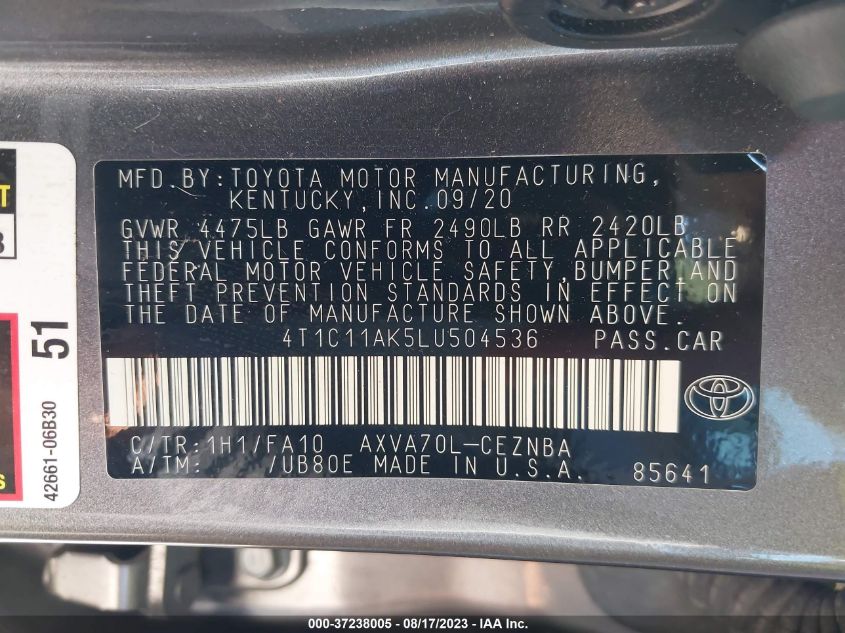 MFD.BY:TOYOTA MOTOR MANUFACTURING,
KENTUCKY,INC.09/20
GVWR 4475LB GAWR FR 2490LB RR 2420LB
THIS VEHICLE CONFORMS TO ALL APPLICABLE
FEDERAL MOTOR VEHICLE SAFETY,BUMPER,AND
THEFT PREVENTION STANDARDS IN EFFECT ON
THE DATE OF MANUFACTURE SHOWN ABOVE.
4T1C11AK5LU504536 PASS.CAR
C/TR:1H1/FA10 AXVA70L-CEZNBA
A/TM: /UB80E MADE IN U.S.A. 85641
51
42661-06B30
000-37238005 - 08/17/2023 - © IAA Inc.